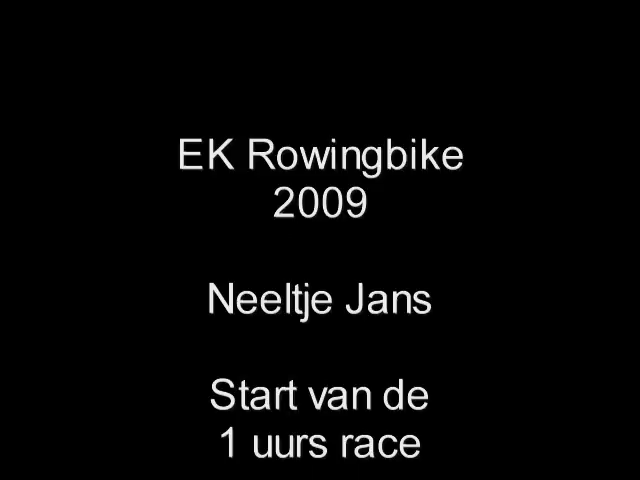 EK Rowingbike
2009
Neeltje Jans
Start van de
1 uurs race